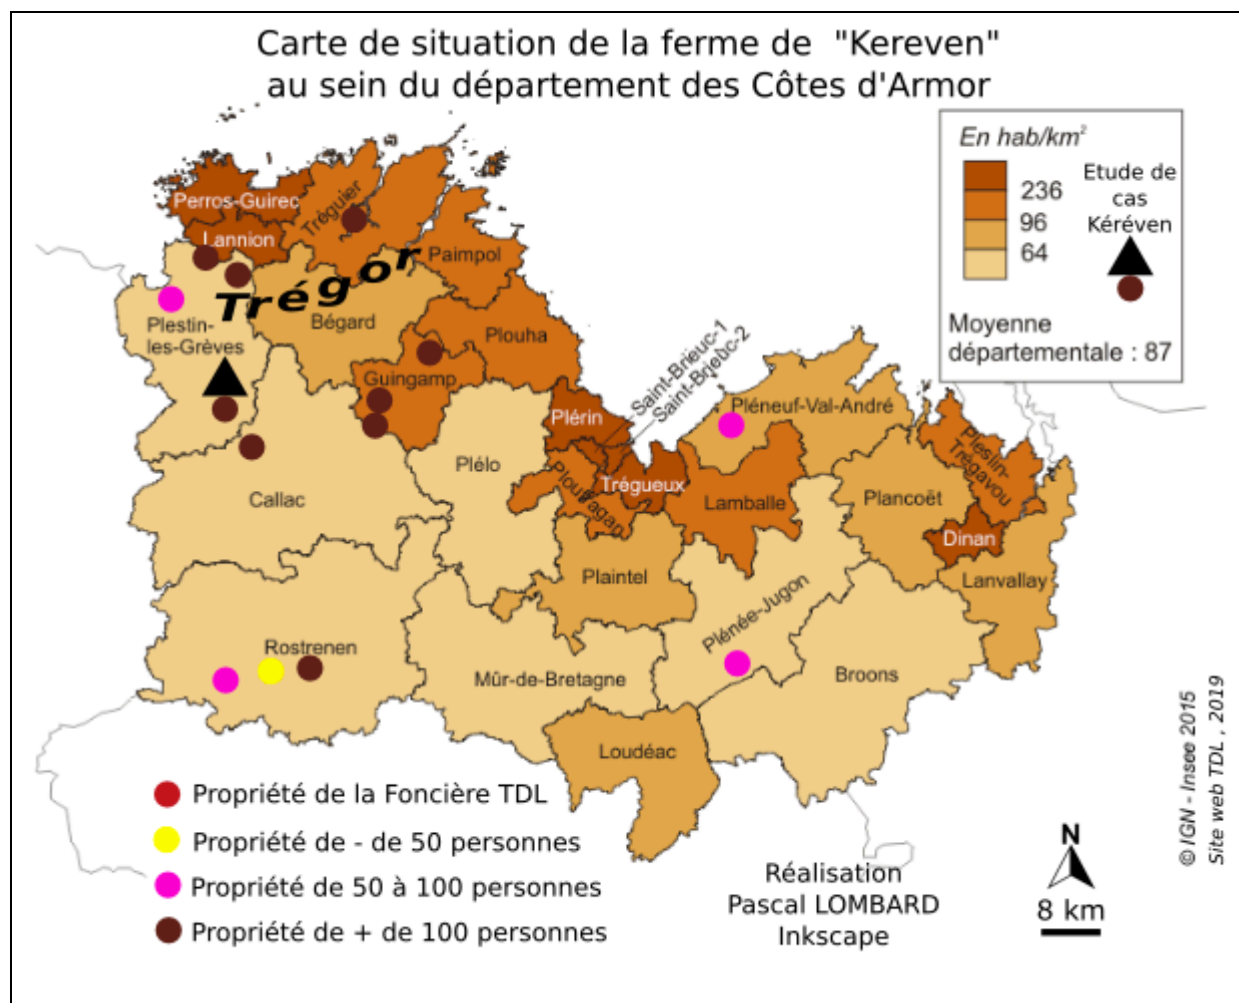 Carte de situation de la ferme de "Kereven"
au sein du département des Côtes d'Armor
En hab/km²
236
96
64
Etude de
cas
Kéréven
Moyenne
départementale : 87
Perros-Guirec
Lannion
Tréguier
Trégor
Paimpol
Bégard
Plouha
Plestin-
les-Grèves
Guingamp
Saint-Brieuc-1
Saint-Brieuc-2
Plérin
Pléneuf-Val-André
Pleslin-
Trégavou
Plélo
Trégueux
Ploufragan
Lamballe
Plancoët
Callac
Dinan
Plaintel
Lanvallay
Plénée-Jugon
Rostrenen
Mûr-de-Bretagne
Broons
Loudéac
Propriété de la Foncière TDL
Propriété de - de 50 personnes
Propriété de 50 à 100 personnes
Propriété de + de 100 personnes
Réalisation
Pascal LOMBARD
Inkscape
N
8 km
© IGN - Insee 2015
Site web TDL , 2019